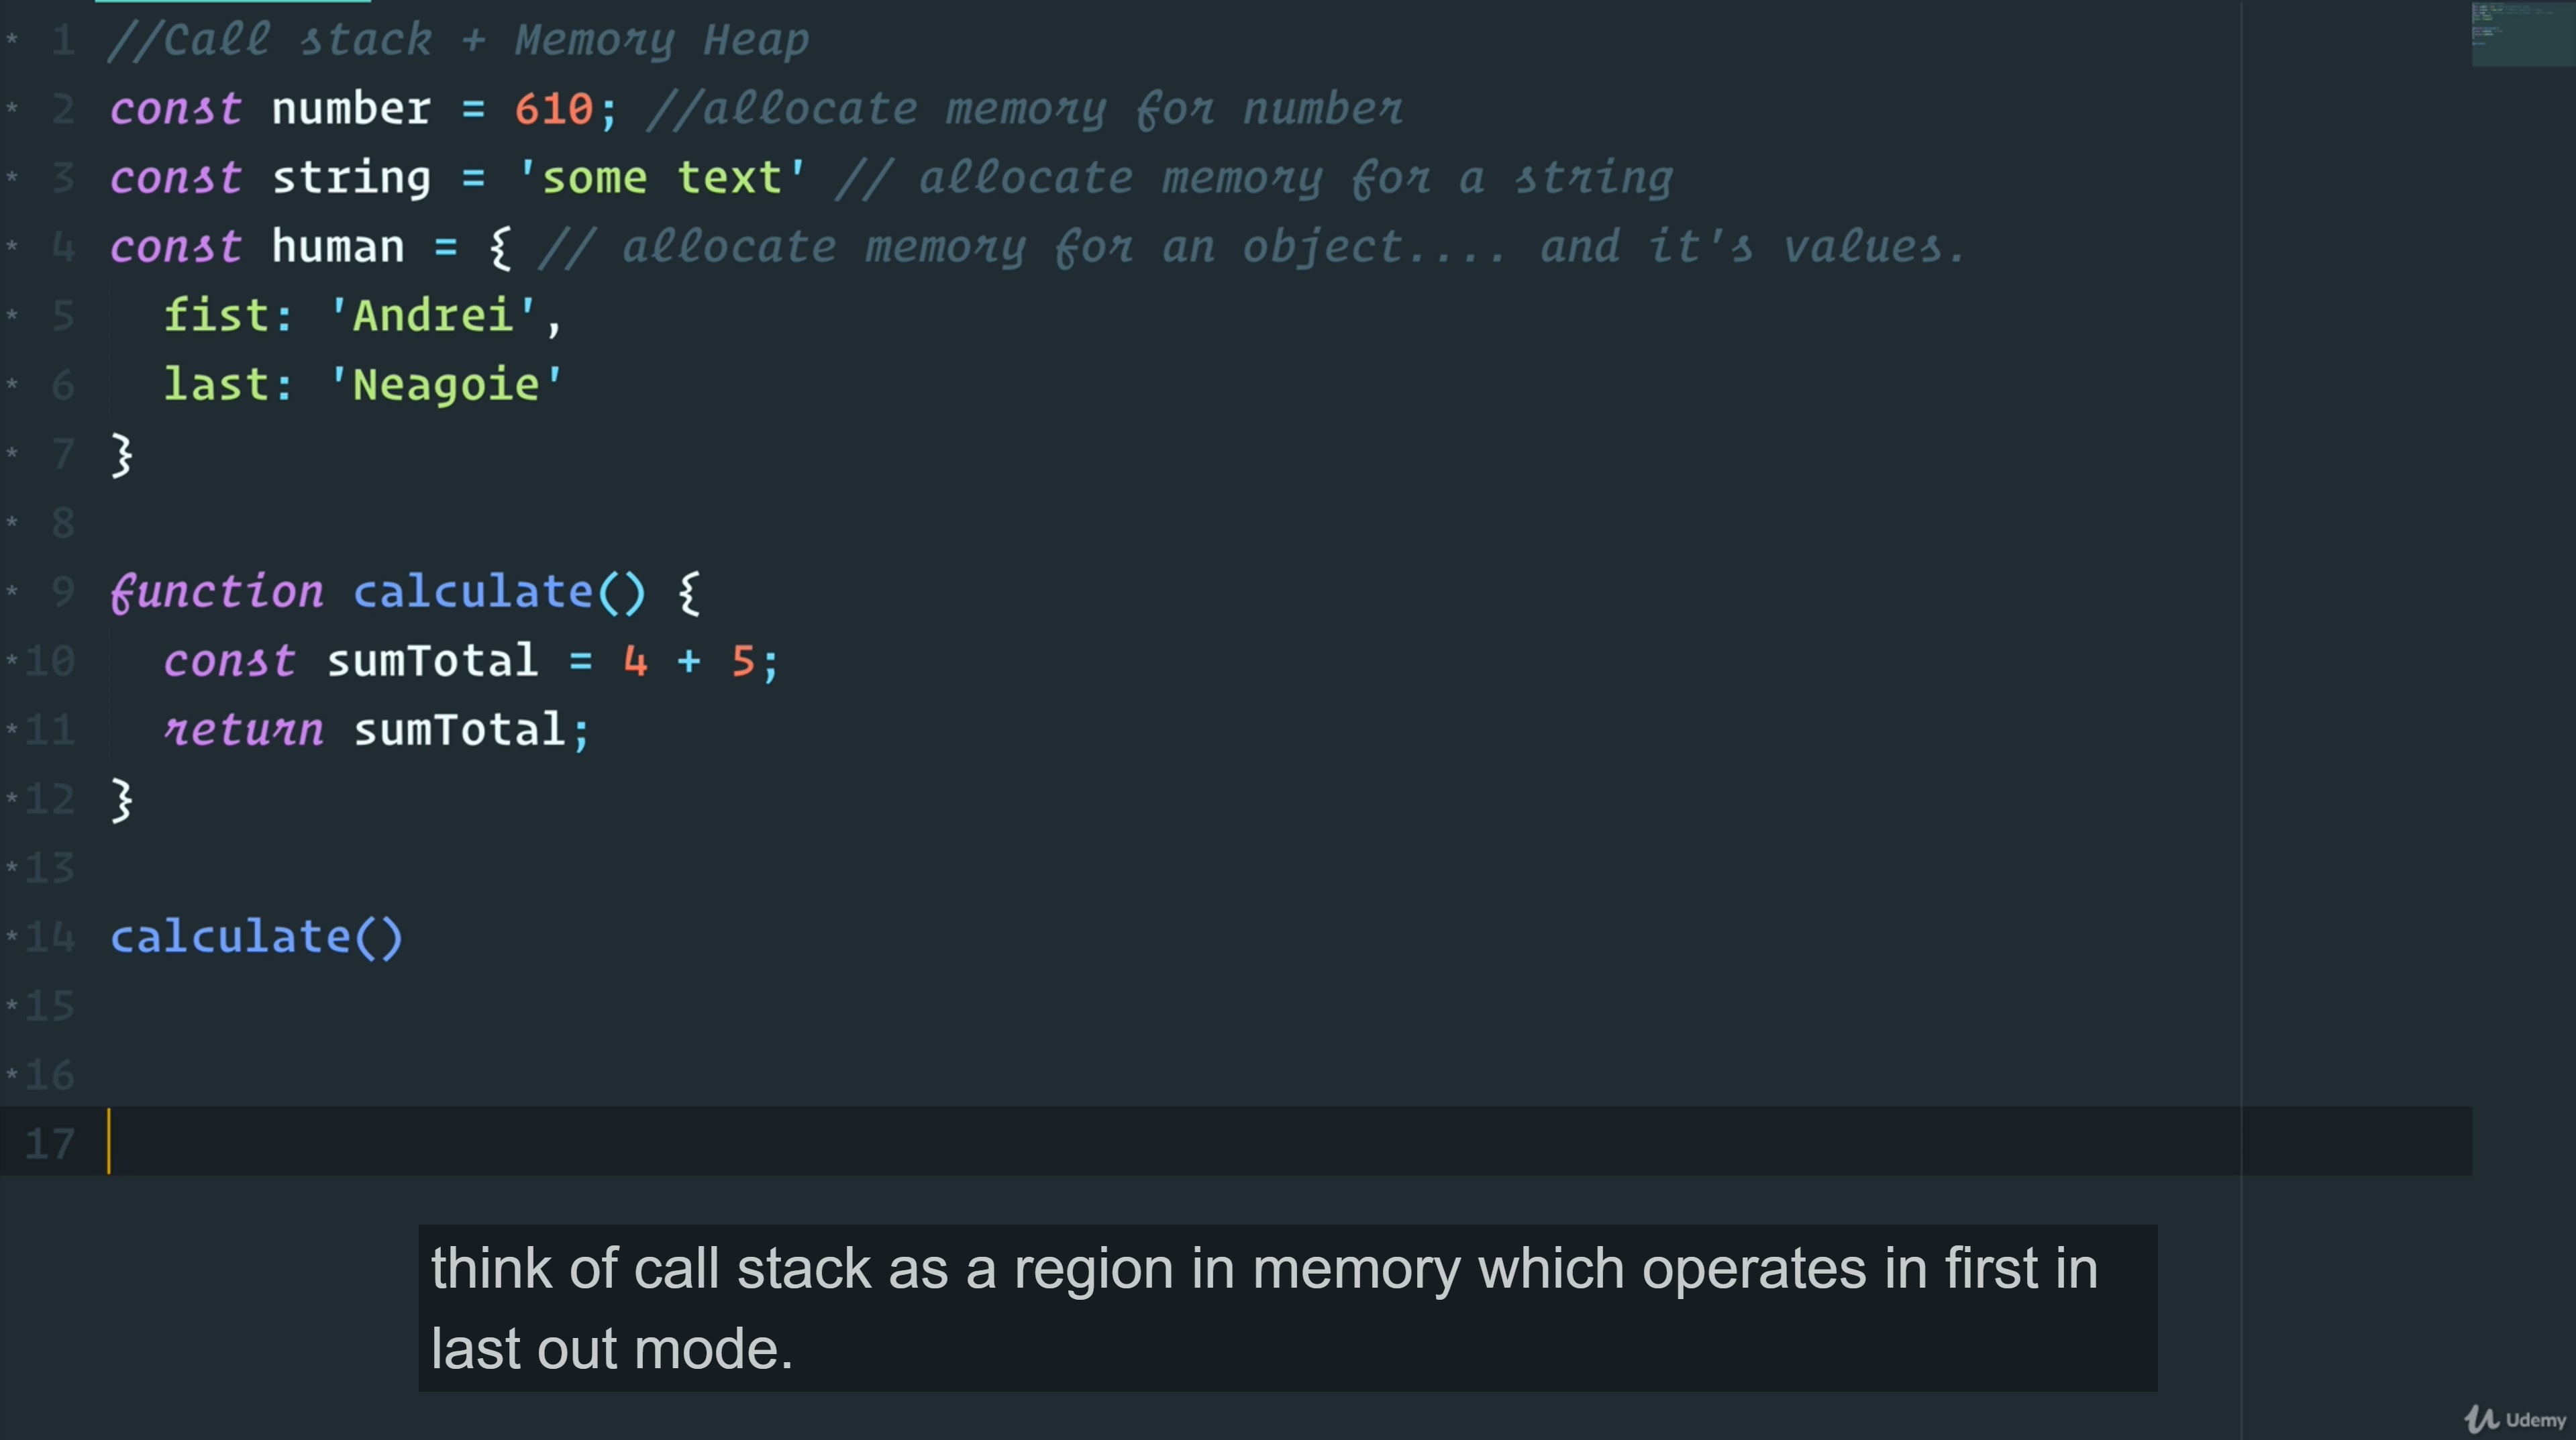 * 1 //Call stack + Memory Heap
* 2 const number = 610; //allocate memory for number
* 3 const string = 'some text' // allocate memory for a string
* 4 const human = { // allocate memory for an object.... and it's values.
* 5   fist: 'Andrei',
* 6   last: 'Neagoie'
* 7 }
* 8
* 9 function calculate() {
*10   const sumTotal = 4 + 5;
*11   return sumTotal;
*12 }
*13
*14 calculate()
*15
*16
17
think of call stack as a region in memory which operates in first in
last out mode.
Udemy